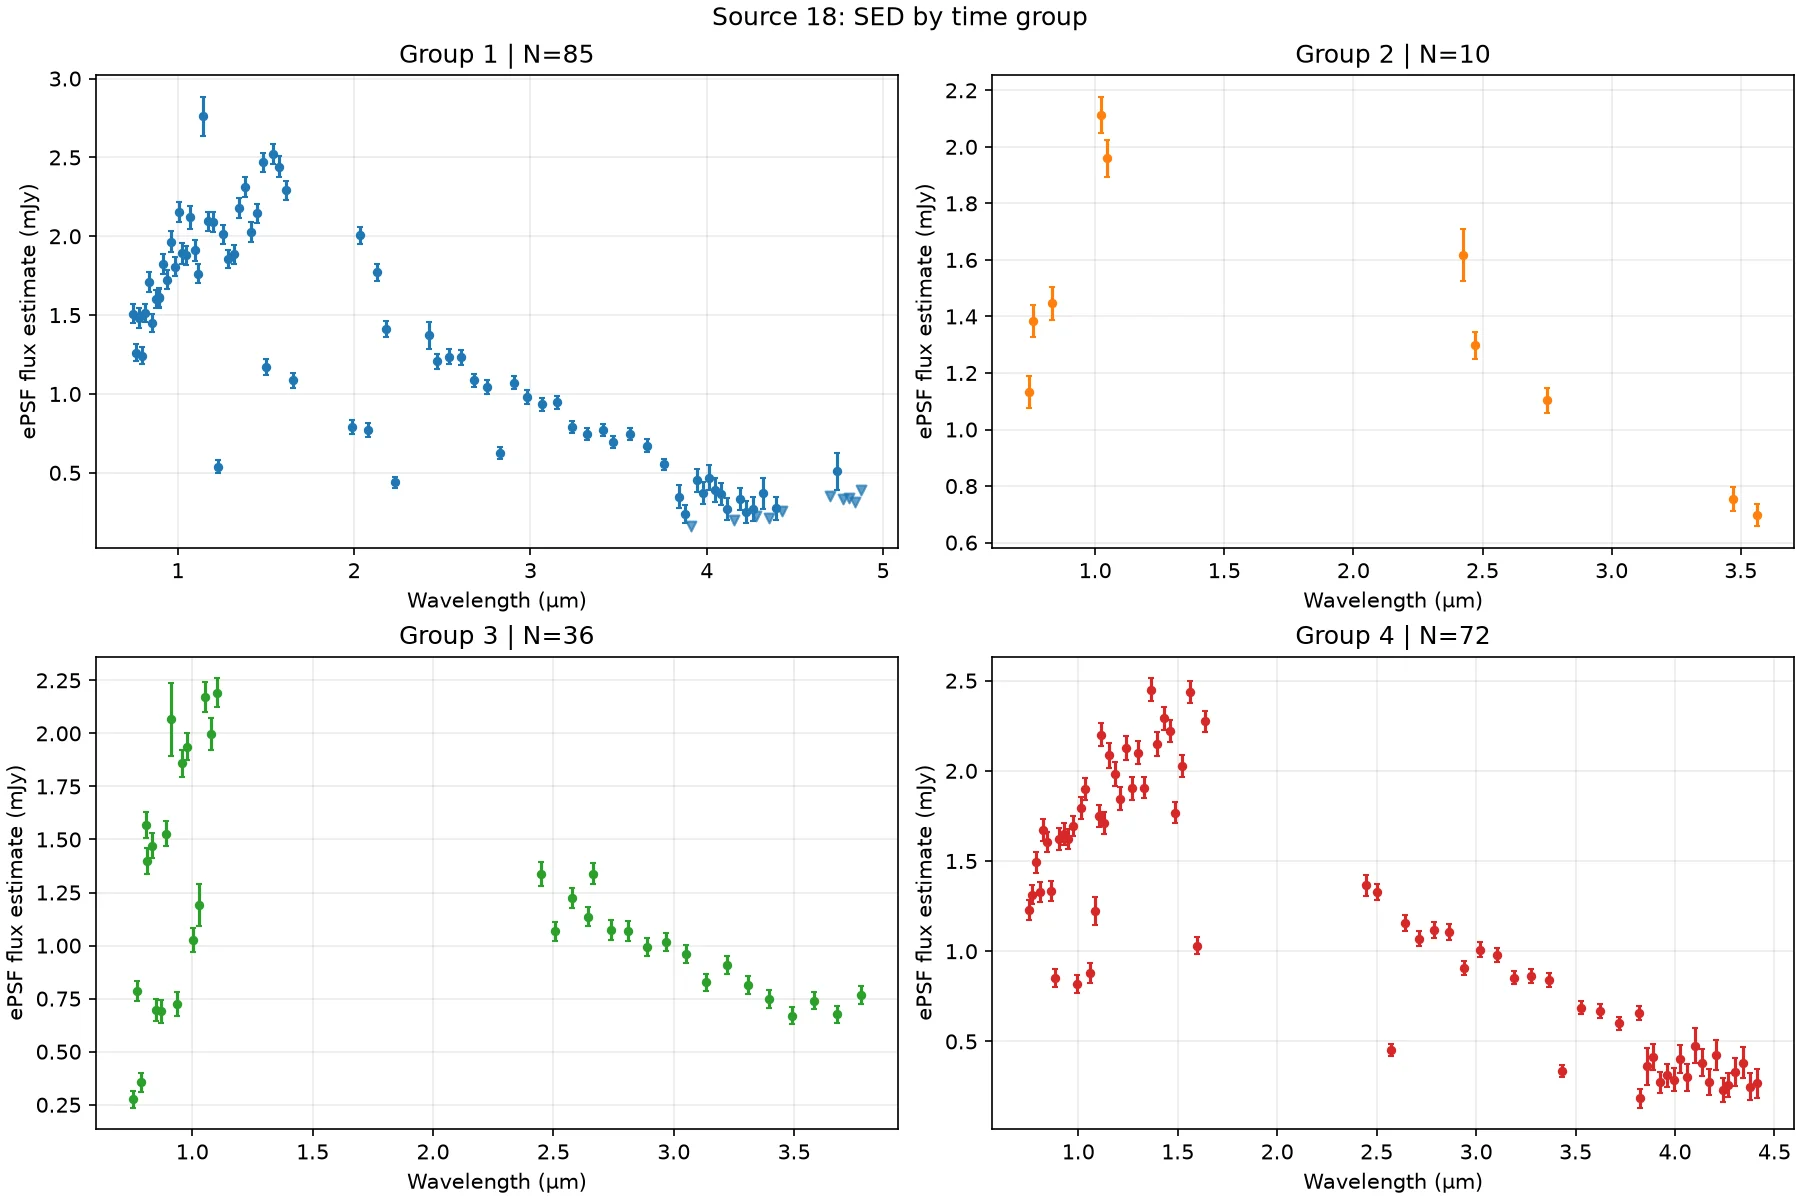 Source 18: SED by time group
Group 1 | N=85
3.0
2.5
2.0
1.5
1.0
0.5
ePSF flux estimate (mJy)
1 2 3 4 5
Wavelength (μm)
Group 2 | N=10
2.2
2.0
1.8
1.6
1.4
1.2
1.0
0.8
0.6
ePSF flux estimate (mJy)
1.0 1.5 2.0 2.5 3.0 3.5
Wavelength (μm)
Group 3 | N=36
2.25
2.00
1.75
1.50
1.25
1.00
0.75
0.50
0.25
ePSF flux estimate (mJy)
1.0 1.5 2.0 2.5 3.0 3.5
Wavelength (μm)
Group 4 | N=72
2.5
2.0
1.5
1.0
0.5
ePSF flux estimate (mJy)
1.0 1.5 2.0 2.5 3.0 3.5 4.0 4.5
Wavelength (μm)